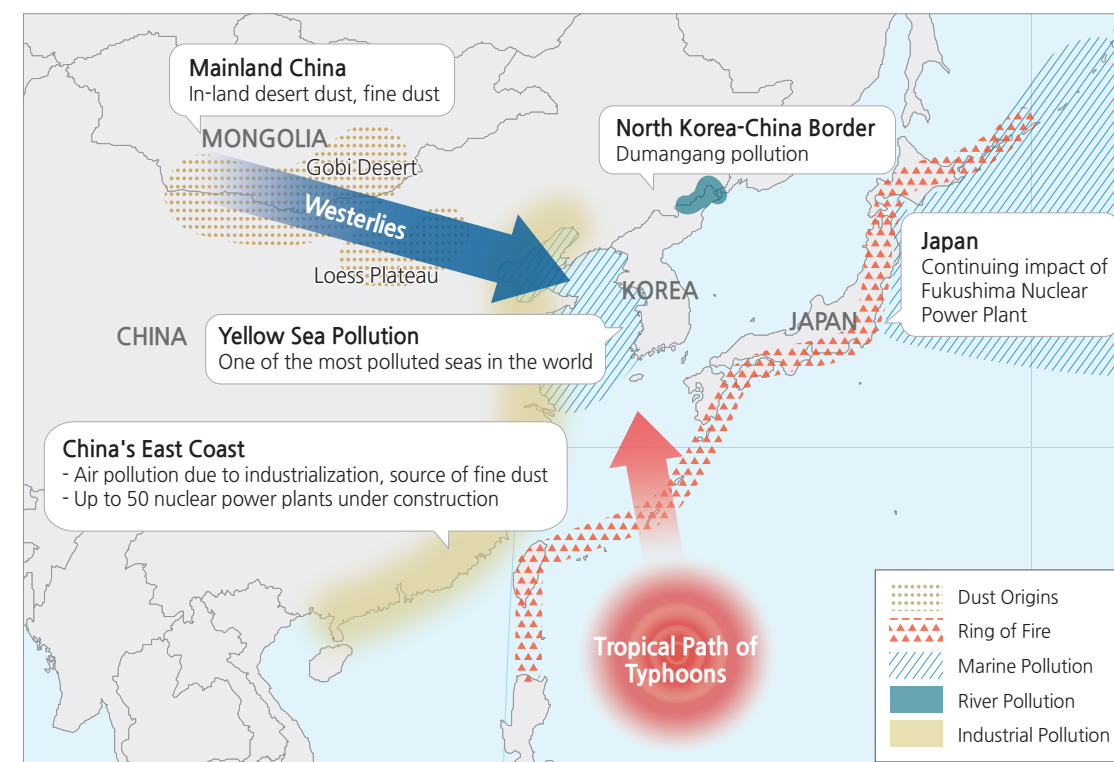 Mainland China
In-land desert dust, fine dust
MONGOLIA
Gobi Desert
Westerlies
Loess Plateau
North Korea-China Border
Dumangang pollution
Japan
Continuing impact of
Fukushima Nuclear
Power Plant
KOREA
JAPAN
CHINA
Yellow Sea Pollution
One of the most polluted seas in the world
China's East Coast
- Air pollution due to industrialization, source of fine dust
- Up to 50 nuclear power plants under construction
Tropical Path of
Typhoons
Dust Origins
Ring of Fire
Marine Pollution
River Pollution
Industrial Pollution